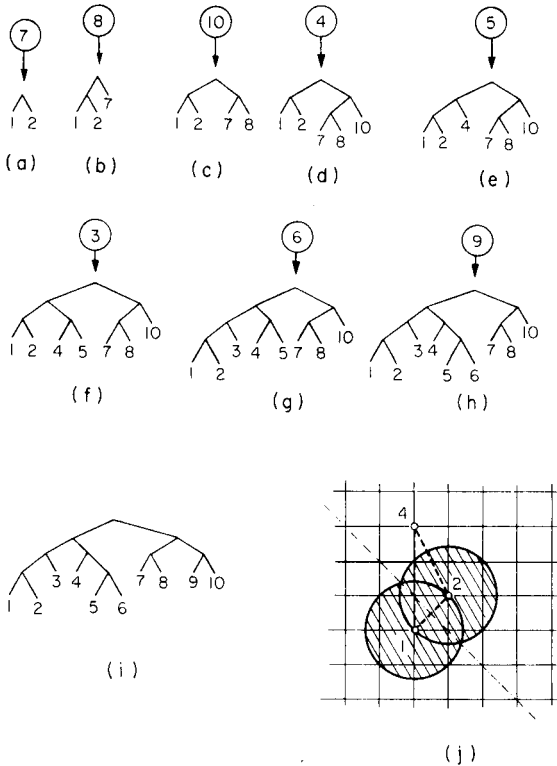 7 8 10 4 5
7
1 2 1 2 1 2 7 8 1 2 10 4 10
7 8 1 2 7 8
(a) (b) (c) (d) (e)
3 6 9
10 10 10
1 2 4 5 7 8 3 4 5 7 8 3 4 7 8
1 2 1 2 5 6
(f) (g) (h)
4
3 4 7 8 9 10 2
1 2 5 6 1
(i)
(j)